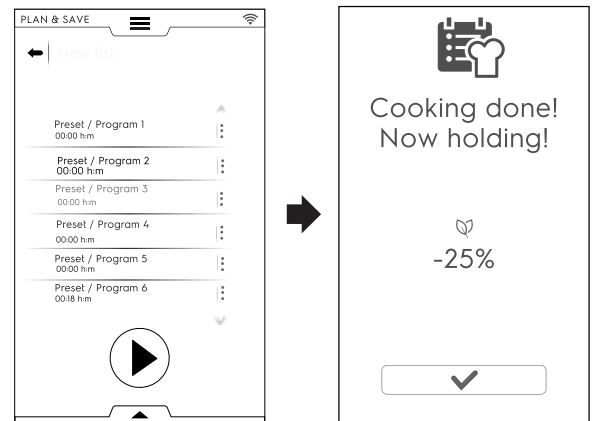 PLAN & SAVE
New list
Preset / Program 1
00:00 h:m
Preset / Program 2
00:00 h:m
Preset / Program 3
00:00 h:m
Preset / Program 4
00:00 h:m
Preset / Program 5
00:00 h:m
Preset / Program 6
00:18 h:m
Cooking done!
Now holding!
-25%